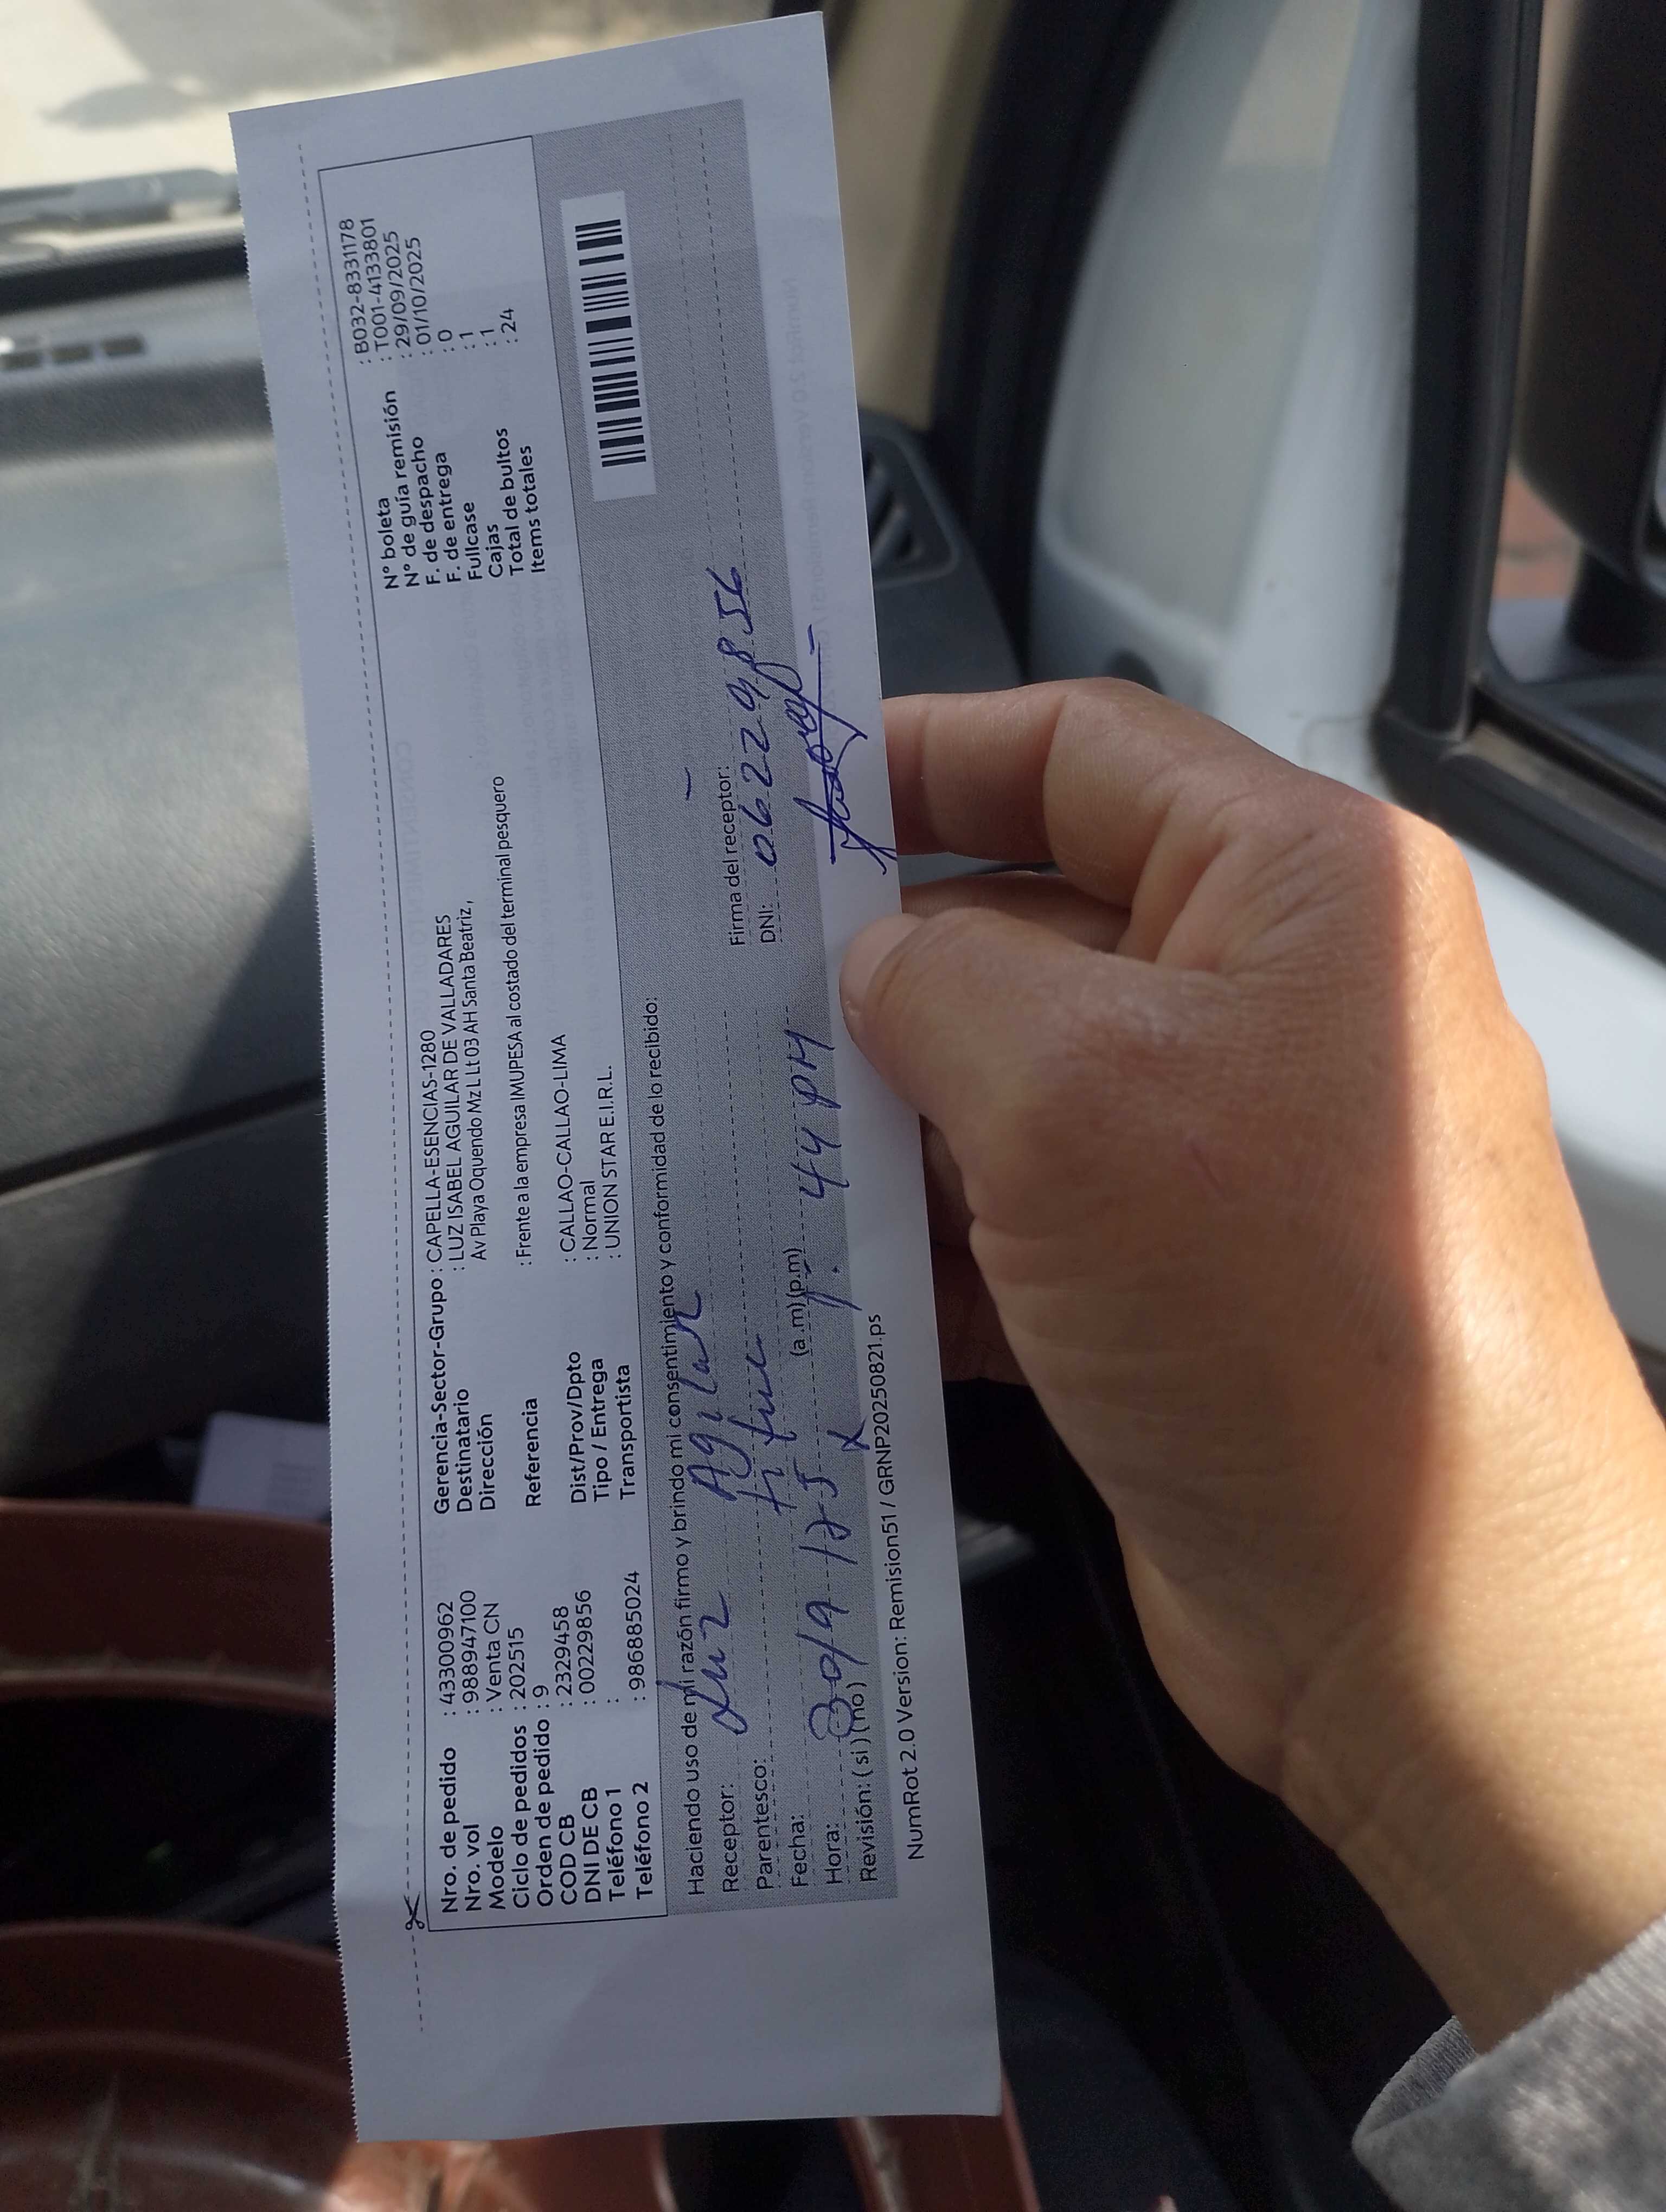 Nro. de pedido : 43300962
Nro. vol : 988947100
Modelo : Venta CN
Ciclo de pedidos : 202515
Orden de pedido : 9
COD CB : 2329458
DNI DE CB : 00229856
Teléfono 1 :
Teléfono 2 : 986885024
Gerencia-Sector-Grupo : CAPELLA-ESENCIAS-1280
Destinatario : LUZ ISABEL AGUILAR DE VALLADARES
Dirección Av Playa Oquendo Mz L Lt 03 AH Santa Beatriz,
Referencia : Frente a la empresa IMUPESA al costado del terminal pesquero
Dist/Prov/Dpto : CALLAO-CALLAO-LIMA
Tipo / Entrega : Normal
Transportista : UNION STAR E.I.R.L.
N° boleta : B032-8331178
N° de guía remisión : T001-4133801
F. de despacho : 29/09/2025
F. de entrega : 01/10/2025
Fullcase : 0
Cajas : 1
Total de bultos : 1
Items totales : 24
Haciendo uso de mi razón firmo y brindo mi consentimiento y conformidad de lo recibido:
Receptor: Luz Agilar
Parentesco: titular
Fecha: 30/9/25
Hora: (a.m) (p.m) 44 PM
Revisión: ( si ) ( no )
Firma del receptor:
DNI: 06229856
NumRot 2.0 Version: Remision51 / GRNP20250821.ps